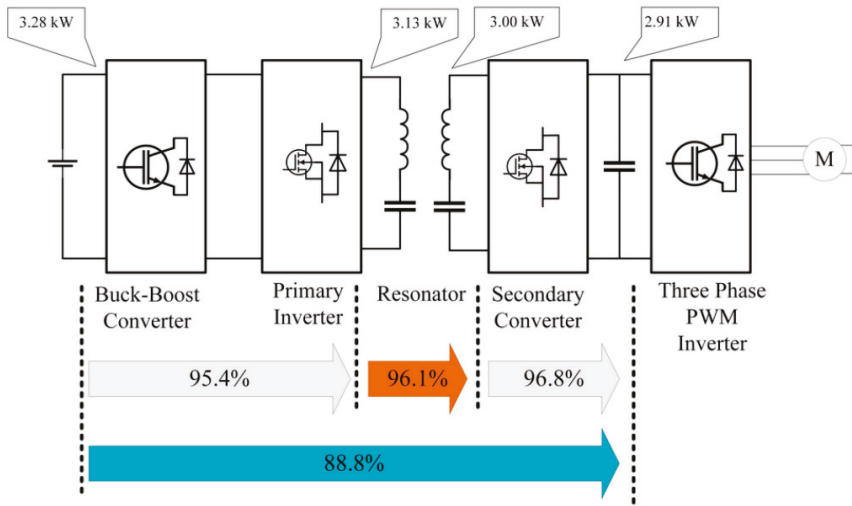 3.28 kW
3.13 kW
3.00 kW
2.91 kW
M
Buck-Boost
Converter
Primary
Inverter
Resonator
Secondary
Converter
Three Phase
PWM
Inverter
95.4%
96.1%
96.8%
88.8%